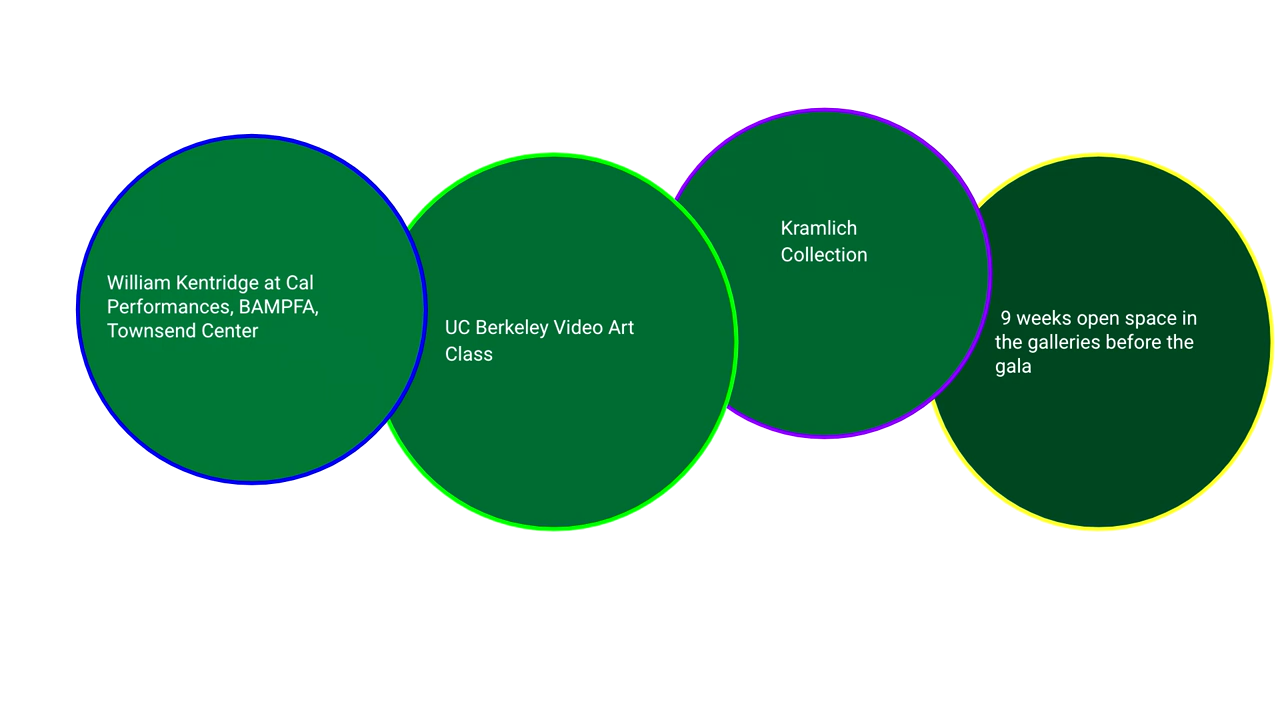 William Kentridge at Cal
Performances, BAMPFA,
Townsend Center
UC Berkeley Video Art
Class
Kramlich
Collection
9 weeks open space in
the galleries before the
gala